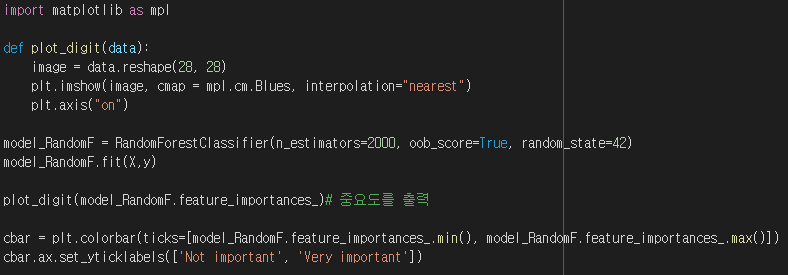 import matplotlib as mpl
def plot_digit(data):
image = data.reshape(28, 28)
plt.imshow(image, cmap = mpl.cm.Blues, interpolation="nearest")
plt.axis("on")
model_RandomF = RandomForestClassifier(n_estimators=2000, oob_score=True, random_state=42)
model_RandomF.fit(X,y)
plot_digit(model_RandomF.feature_importances_)# 중요도를 출력
cbar = plt.colorbar(ticks=[model_RandomF.feature_importances_.min(), model_RandomF.feature_importances_.max()])
cbar.ax.set_yticklabels(['Not important', 'Very important'])